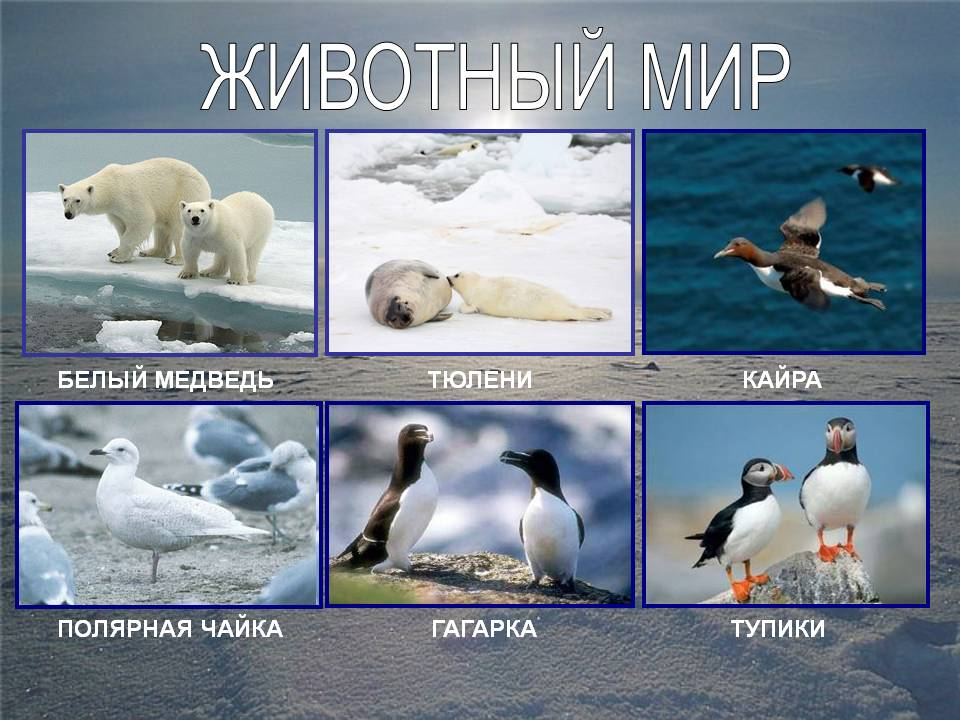 ЖИВОТНЫЙ МИР
БЕЛЫЙ МЕДВЕДЬ
ТЮЛЕНИ
КАЙРА
ПОЛЯРНАЯ ЧАЙКА
ГАГАРКА
ТУПИКИ